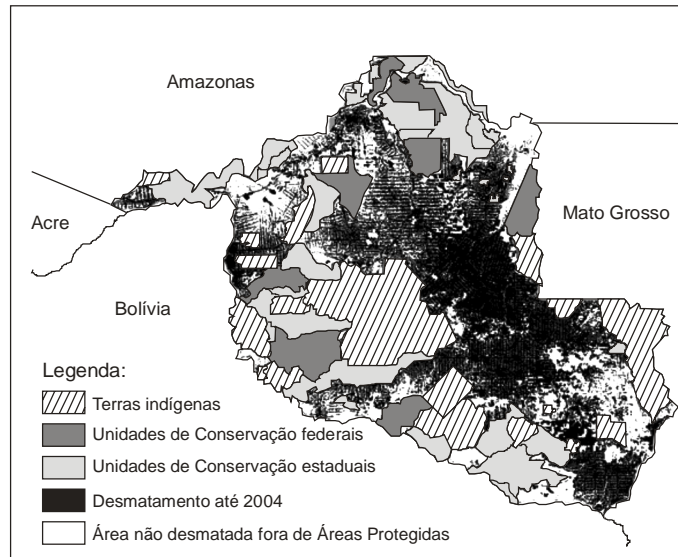 Amazonas
Acre
Mato Grosso
Bolívia
Legenda:
Terras indígenas
Unidades de Conservação federais
Unidades de Conservação estaduais
Desmatamento até 2004
Área não desmatada fora de Áreas Protegidas